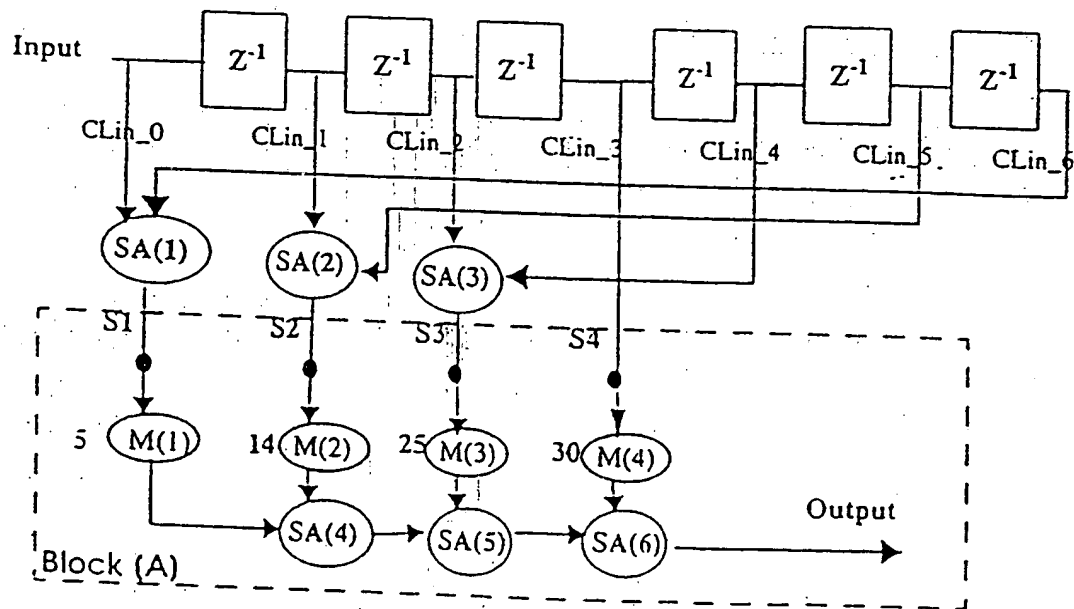 Input
Z-1 Z-1 Z-1 Z-1 Z-1 Z-1
CLin_0 CLin_1 CLin_2 CLin_3 CLin_4 CLin_5 CLin_6
SA(1) SA(2) SA(3)
S1 S2 S3 S4
5 M(1) 14 M(2) 25 M(3) 30 M(4)
Output
SA(4) SA(5) SA(6)
Block (A)